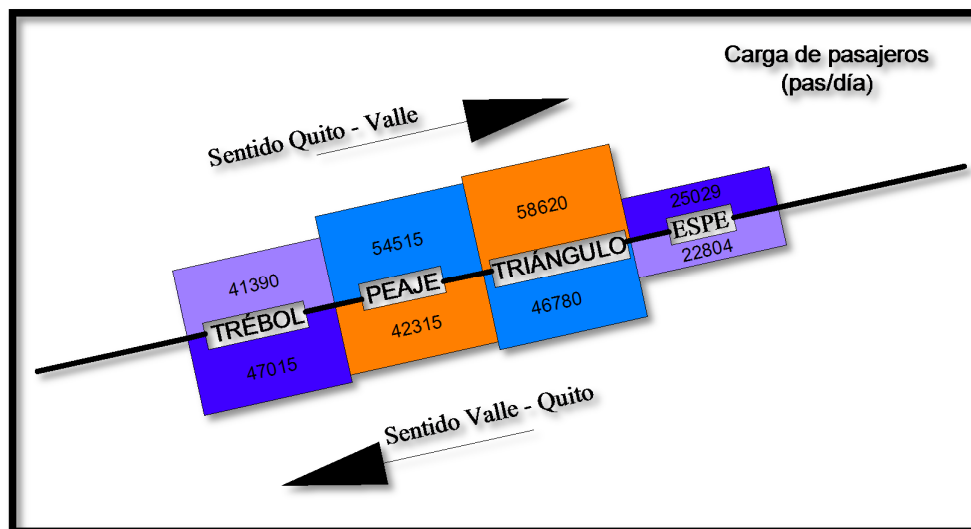 Carga de pasajeros
(pas/día)
Sentido Quito - Valle
41390
54515
58620
25029
TRÉBOL
PEAJE
TRIÁNGULO
ESPE
47015
42315
46780
22804
Sentido Valle - Quito